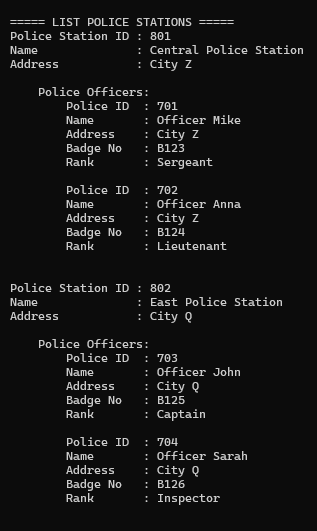 ===== LIST POLICE STATIONS =====
Police Station ID : 801
Name              : Central Police Station
Address           : City Z
    Police Officers:
        Police ID  : 701
        Name       : Officer Mike
        Address    : City Z
        Badge No   : B123
        Rank       : Sergeant
        Police ID  : 702
        Name       : Officer Anna
        Address    : City Z
        Badge No   : B124
        Rank       : Lieutenant
Police Station ID : 802
Name              : East Police Station
Address           : City Q
    Police Officers:
        Police ID  : 703
        Name       : Officer John
        Address    : City Q
        Badge No   : B125
        Rank       : Captain
        Police ID  : 704
        Name       : Officer Sarah
        Address    : City Q
        Badge No   : B126
        Rank       : Inspector